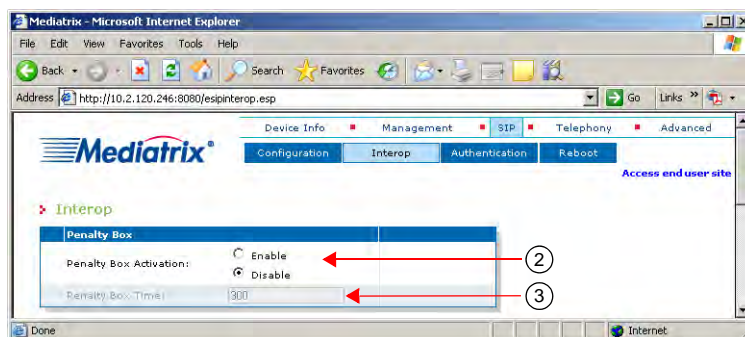 Mediatrix - Microsoft Internet Explorer
File Edit View Favorites Tools Help
Back Search Favorites
Address http://10.2.120.246:8080/esipinterop.esp Go Links »
Device Info Management SIP Telephony Advanced
Mediatrix®
Configuration Interop Authentication Reboot
Access end user site
Interop
Penalty Box
Penalty Box Activation:
Enable
2
Disable
Penalty Box Time:
300
3
Done Internet